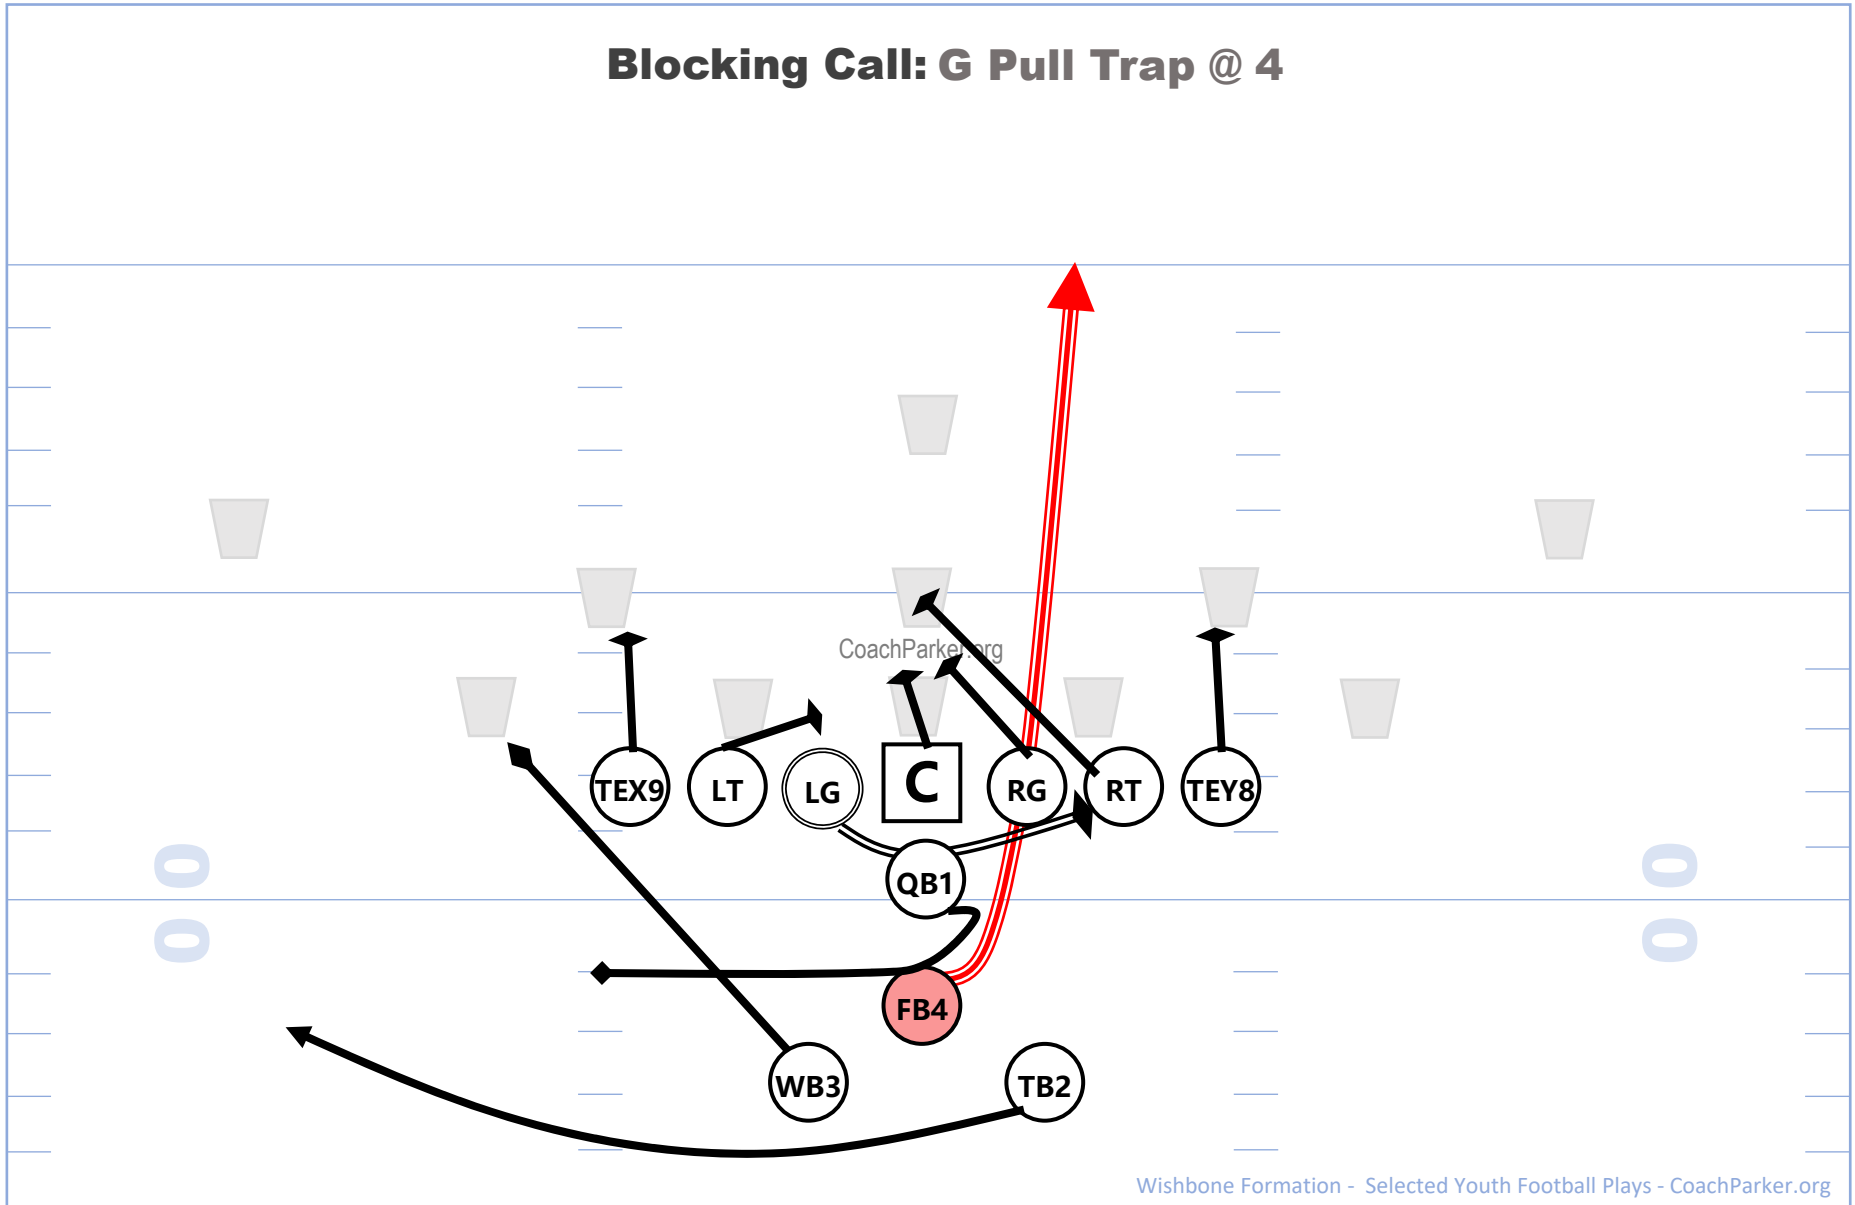 Blocking Call: G Pull Trap @ 4
CoachParker.org
TEX9 LT LG C RG RT TEY8
QB1
0 0
0 0
FB4
WB3 TB2
Wishbone Formation - Selected Youth Football Plays - CoachParker.org